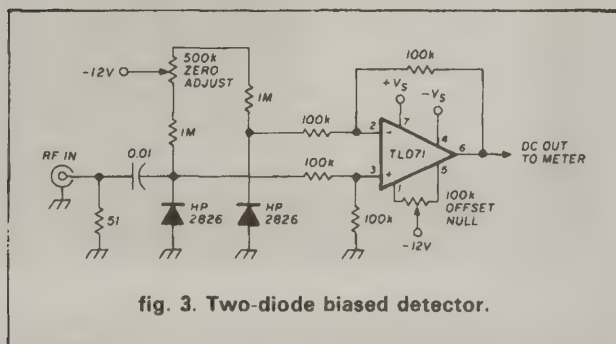 500k
ZERO
ADJUST
-12V
1M
1M
RF IN
0.01
51
HP
2826
HP
2826
100k
100k
100k
100k
+VS
-VS
2
-
7
4
TLO71
6
3
+
1
5
100k
OFFSET
NULL
-12V
DC OUT
TO METER
fig. 3. Two-diode biased detector.